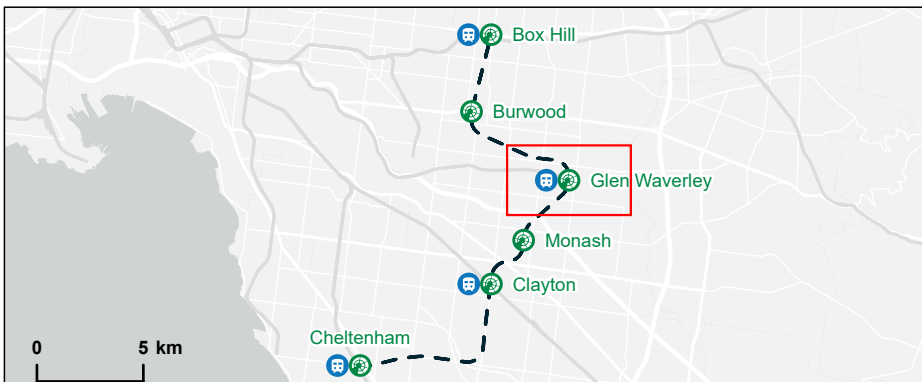 Box Hill
Burwood
Glen Waverley
Monash
Clayton
Cheltenham
0 5 km